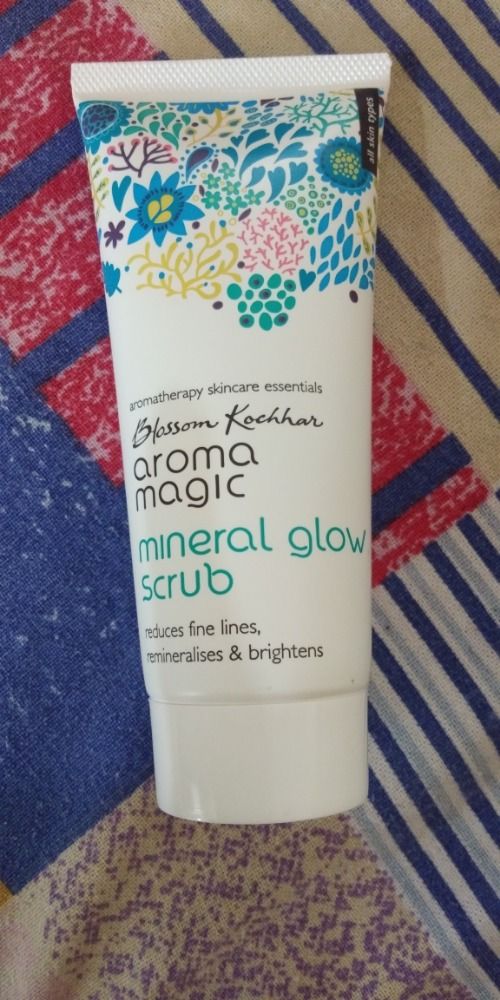 all skin types
aromatherapy skincare essentials
Blossom Kochhar
aroma
magic
mineral glow
scrub
reduces fine lines,
remineralises & brightens